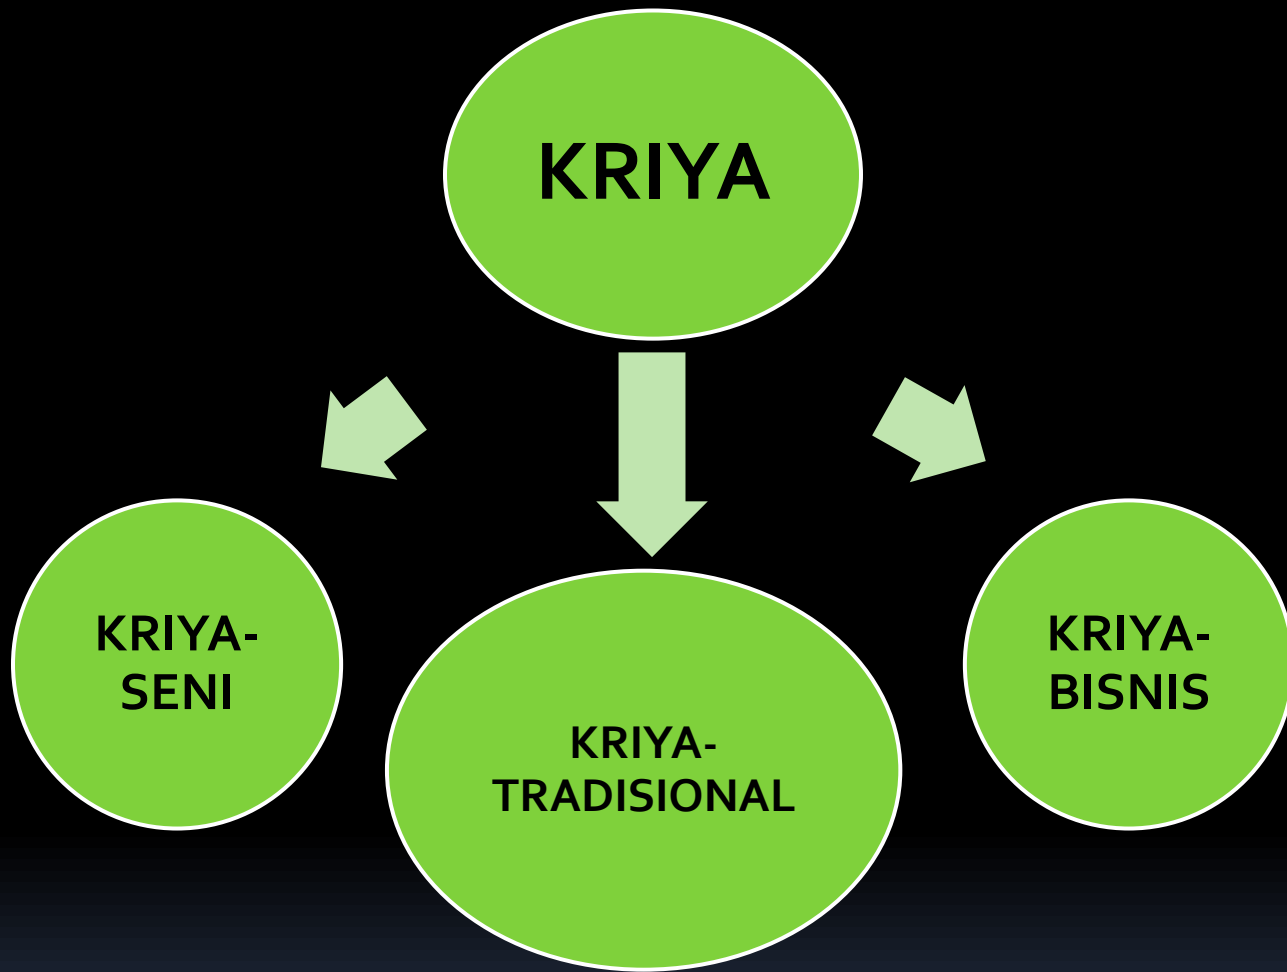 KRIYA
KRIYA-
SENI
KRIYA-
TRADISIONAL
KRIYA-
BISNIS